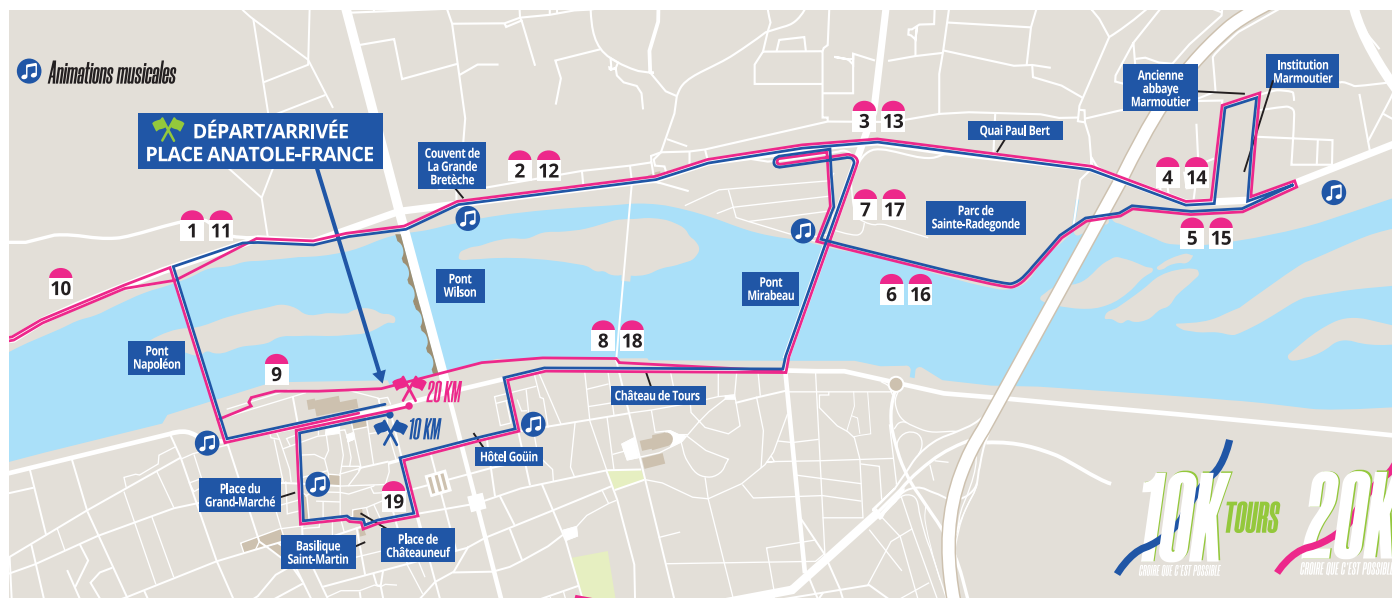 Animations musicales
DÉPART/ARRIVÉE
PLACE ANATOLE-FRANCE
Couvent de
La Grande
Bretèche
2 12
3 13
Quai Paul Bert
Ancienne
abbaye
Marmoutier
Institution
Marmoutier
4 14
1 11
7 17
Parc de
Sainte-Radegonde
5 15
10
Pont
Wilson
Pont
Mirabeau
6 16
Pont
Napoléon
9
8 18
20 KM
Château de Tours
10 KM
Hôtel Goüin
Place du
Grand-Marché
19
Basilique
Saint-Martin
Place de
Châteauneuf
10K TOURS
CROIRE QUE C'EST POSSIBLE
20K
CROIRE QUE C'EST POSSIBLE